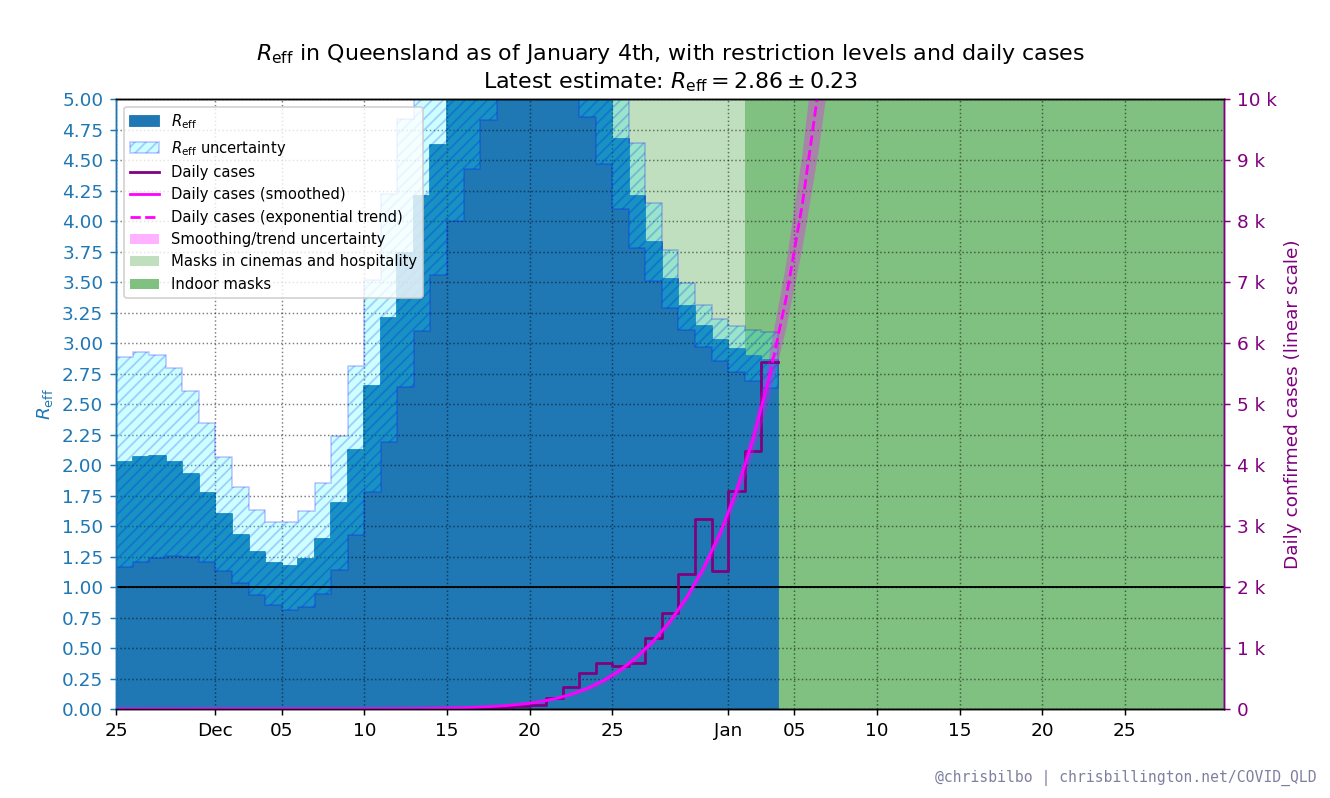 R_eff in Queensland as of January 4th, with restriction levels and daily cases
Latest estimate: R_eff = 2.86 ± 0.23
R_eff
R_eff uncertainty
Daily cases
Daily cases (smoothed)
Daily cases (exponential trend)
Smoothing/trend uncertainty
Masks in cinemas and hospitality
Indoor masks
R_eff
5.00
4.75
4.50
4.25
4.00
3.75
3.50
3.25
3.00
2.75
2.50
2.25
2.00
1.75
1.50
1.25
1.00
0.75
0.50
0.25
0.00
10 k
9 k
8 k
7 k
6 k
5 k
4 k
3 k
2 k
1 k
0
Daily confirmed cases (linear scale)
25 Dec 05 10 15 20 25 Jan 05 10 15 20 25
@chrisbilbo | chrisbillington.net/COVID_QLD